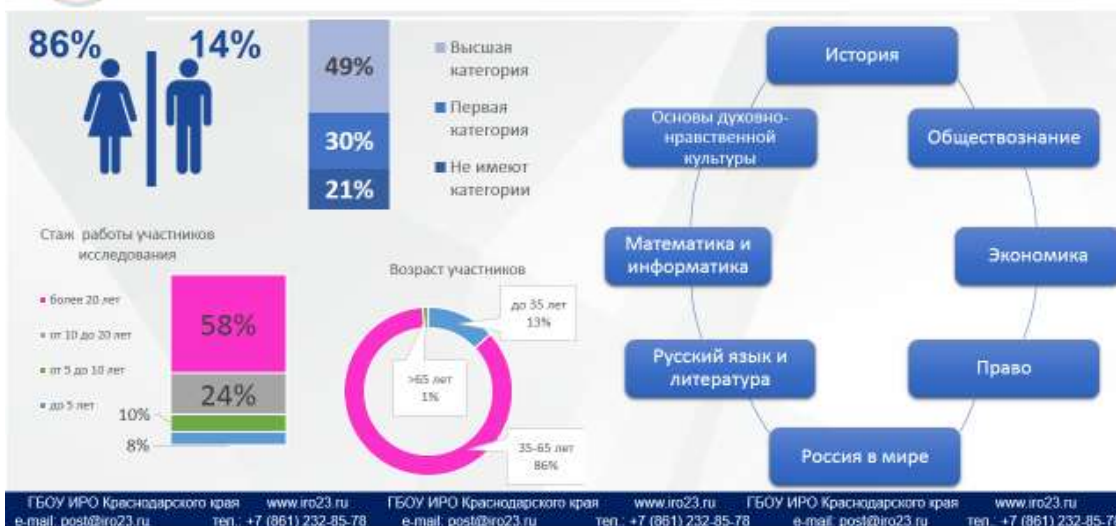 86%
14%
49%
30%
21%
Высшая
категория
Первая
категория
Не имеют
категории
Стаж работы участников
исследования
более 20 лет
от 10 до 20 лет
от 5 до 10 лет
до 5 лет
58%
24%
10%
8%
Возраст участников
до 35 лет
13%
>65 лет
1%
35-65 лет
86%
История
Обществознание
Экономика
Право
Россия в мире
Русский язык и
литература
Математика и
информатика
Основы духовно-
нравственной
культуры
ГБОУ ИРО Краснодарского края www.iro23.ru ГБОУ ИРО Краснодарского края www.iro23.ru ГБОУ ИРО Краснодарского края www.iro23.ru
e-mail: post@iro23.ru тел.: +7 (861) 232-85-78 e-mail: post@iro23.ru тел.: +7 (861) 232-85-78 e-mail: post@iro23.ru тел.: +7 (861) 232-85-